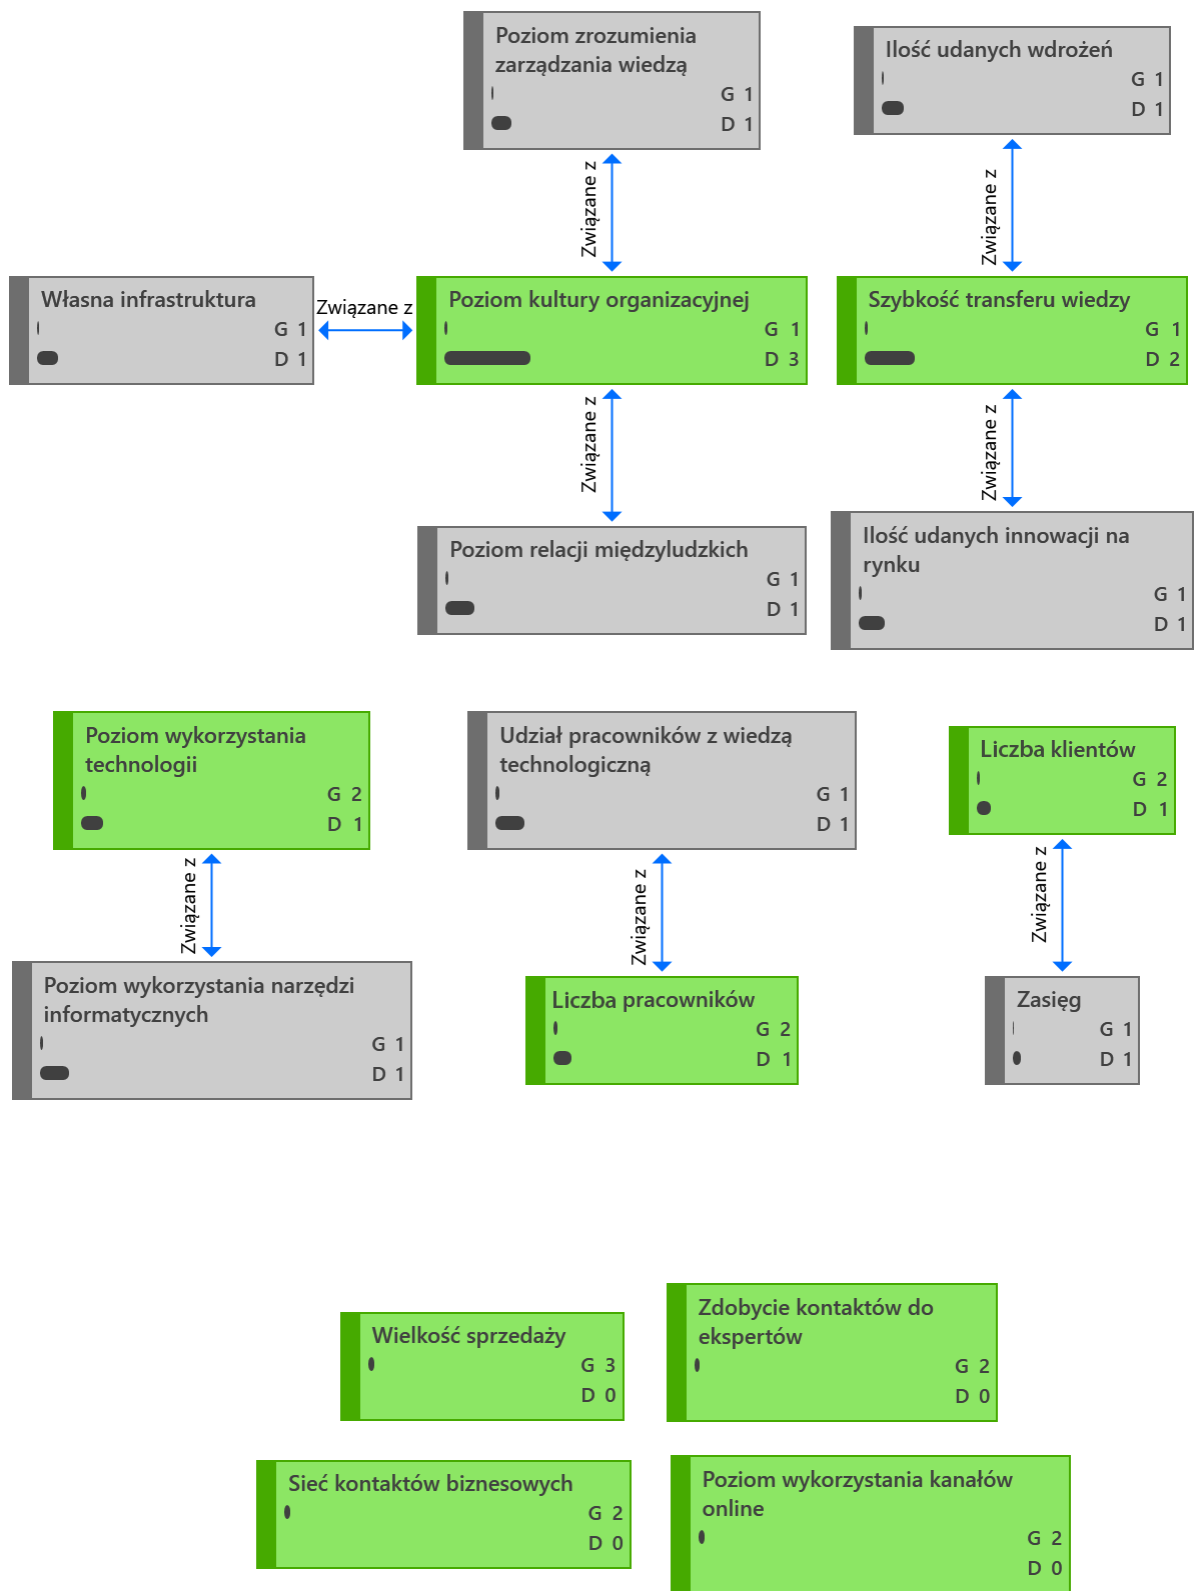 Poziom zrozumienia
zarządzania wiedzą
G 1
D 1
Ilość udanych wdrożeń
G 1
D 1
Związane z
Związane z
Własna infrastruktura
G 1
D 1
Związane z
Poziom kultury organizacyjnej
G 1
D 3
Szybkość transferu wiedzy
G 1
D 2
Związane z
Związane z
Poziom relacji międzyludzkich
G 1
D 1
Ilość udanych innowacji na
rynku
G 1
D 1
Poziom wykorzystania
technologii
G 2
D 1
Udział pracowników z wiedzą
technologiczną
G 1
D 1
Liczba klientów
G 2
D 1
Związane z
Związane z
Związane z
Poziom wykorzystania narzędzi
informatycznych
G 1
D 1
Liczba pracowników
G 2
D 1
Zasięg
G 1
D 1
Wielkość sprzedaży
G 3
D 0
Zdobycie kontaktów do
ekspertów
G 2
D 0
Sieć kontaktów biznesowych
G 2
D 0
Poziom wykorzystania kanałów
online
G 2
D 0